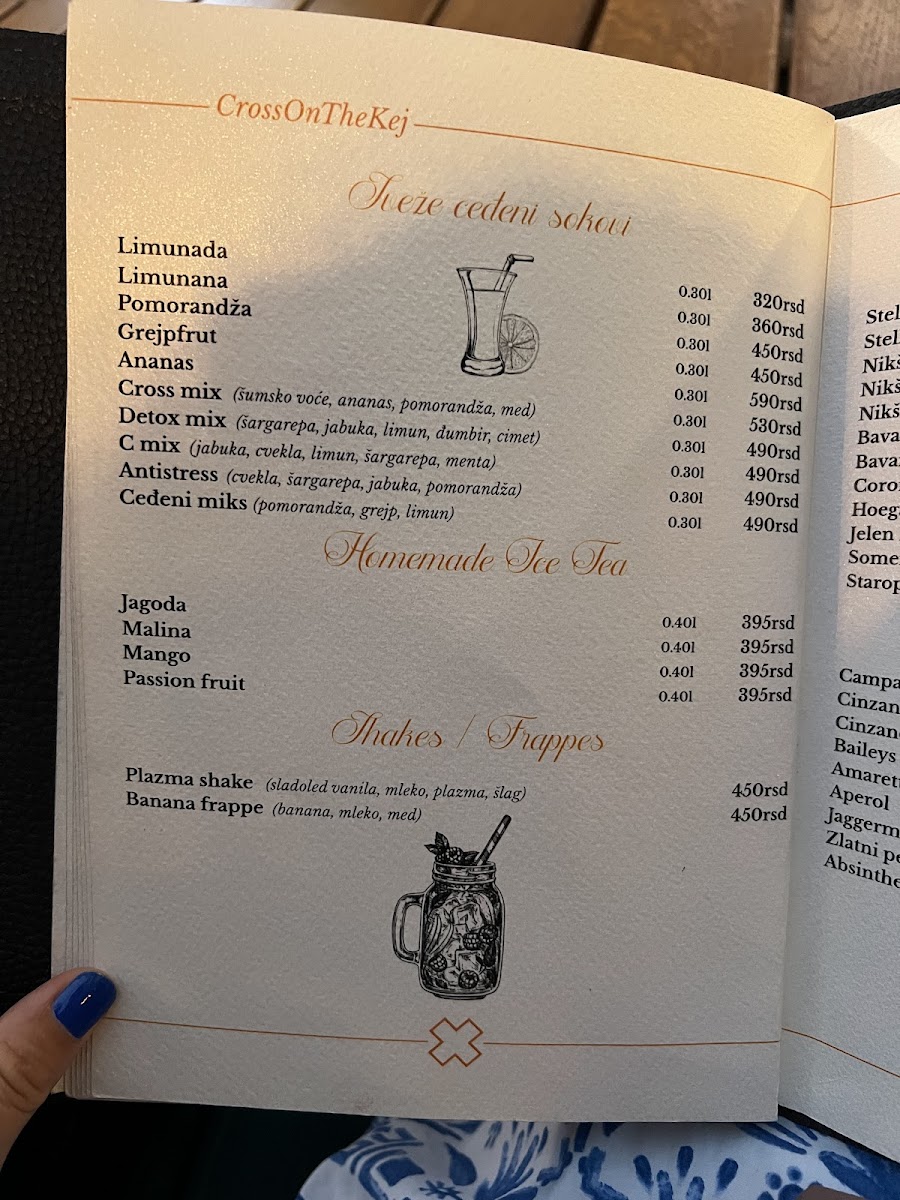 CrossOnTheKej
Sveže ceđeni sokovi
Limunada 0.30l 320rsd
Limunana 0.30l 360rsd
Pomorandža 0.30l 450rsd
Grejpfrut 0.30l 450rsd
Ananas 0.30l 590rsd
Cross mix (šumsko voće, ananas, pomorandža, med) 0.30l 530rsd
Detox mix (šargarepa, jabuka, limun, đumbir, cimet) 0.30l 490rsd
C mix (jabuka, cvekla, limun, šargarepa, menta) 0.30l 490rsd
Antistress (cvekla, šargarepa, jabuka, pomorandža) 0.30l 490rsd
Ceđeni miks (pomorandža, grejp, limun) 0.30l 490rsd
Homemade Ice Tea
Jagoda 0.40l 395rsd
Malina 0.40l 395rsd
Mango 0.40l 395rsd
Passion fruit 0.40l 395rsd
Shakes / Frappes
Plazma shake (sladoled vanila, mleko, plazma, šlag) 450rsd
Banana frappe (banana, mleko, med) 450rsd
Jelen
Baileys
Aperol
Zlatni
Absinthe